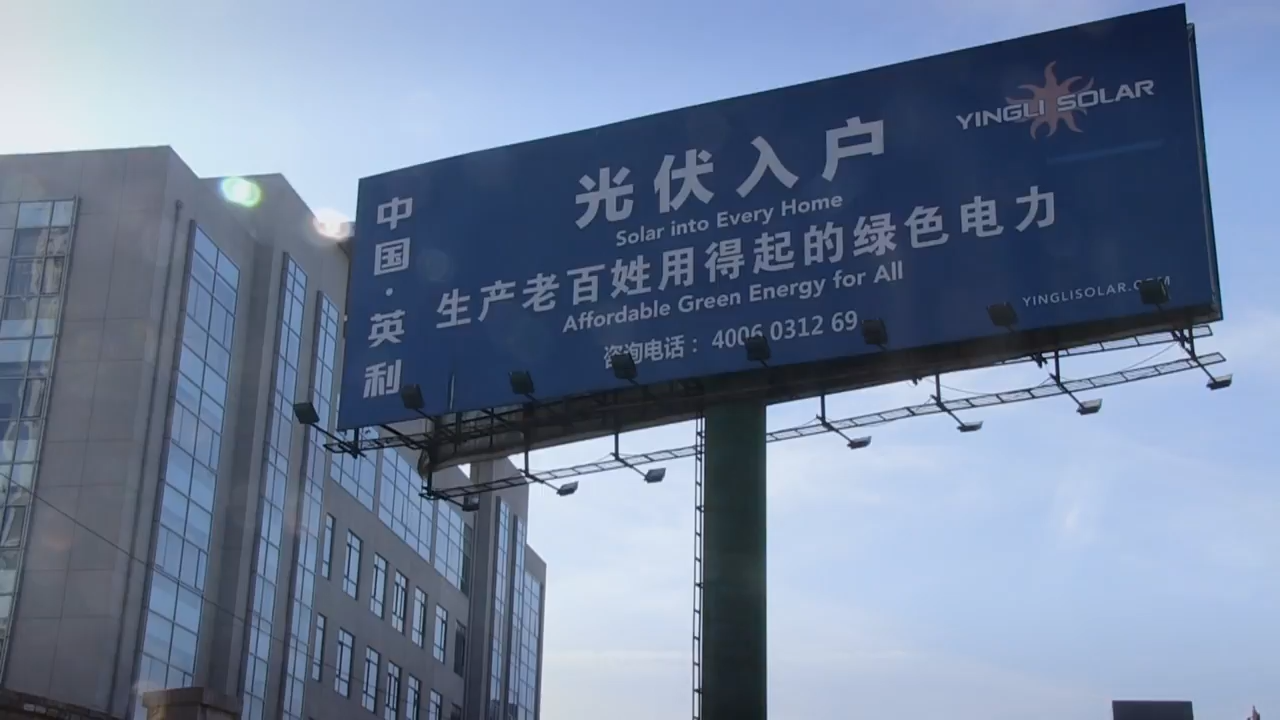 中国·英利
光伏入户
Solar into Every Home
生产老百姓用得起的绿色电力
Affordable Green Energy for All
咨询电话：4006 0312 69
YINGLI SOLAR
YINGLISOLAR.COM